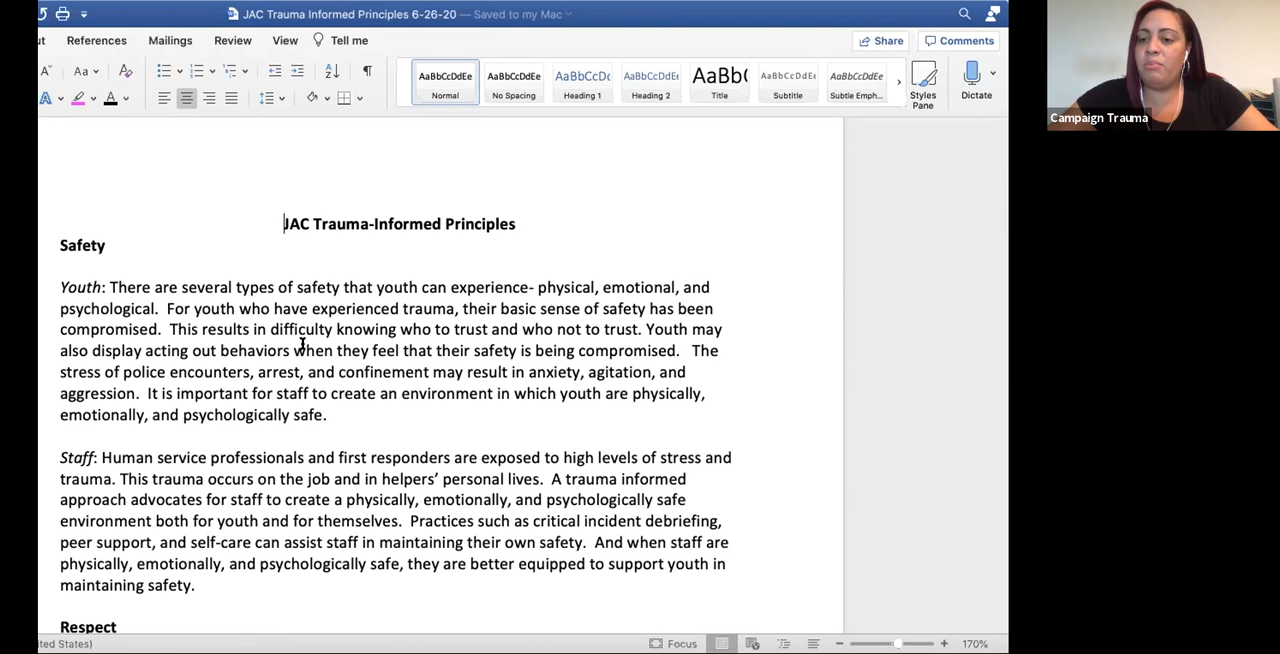 JAC Trauma Informed Principles 6-26-20 — Saved to my Mac
ut References Mailings Review View Tell me
Share Comments
Aa
AaBbCcDdEe AaBbCcDdEe AaBbCcDc AaBbCcDdEe AaBb( AaBbCcDdEe AaBbCcDdEe
Normal No Spacing Heading 1 Heading 2 Title Subtitle Subtle Emph...
Styles Pane
Dictate
Campaign Trauma
JAC Trauma-Informed Principles
Safety
Youth: There are several types of safety that youth can experience- physical, emotional, and
psychological.  For youth who have experienced trauma, their basic sense of safety has been
compromised.  This results in difficulty knowing who to trust and who not to trust. Youth may
also display acting out behaviors when they feel that their safety is being compromised.   The
stress of police encounters, arrest, and confinement may result in anxiety, agitation, and
aggression.  It is important for staff to create an environment in which youth are physically,
emotionally, and psychologically safe.
Staff: Human service professionals and first responders are exposed to high levels of stress and
trauma. This trauma occurs on the job and in helpers’ personal lives.  A trauma informed
approach advocates for staff to create a physically, emotionally, and psychologically safe
environment both for youth and for themselves.  Practices such as critical incident debriefing,
peer support, and self-care can assist staff in maintaining their own safety.  And when staff are
physically, emotionally, and psychologically safe, they are better equipped to support youth in
maintaining safety.
Respect
ited States) Focus 170%